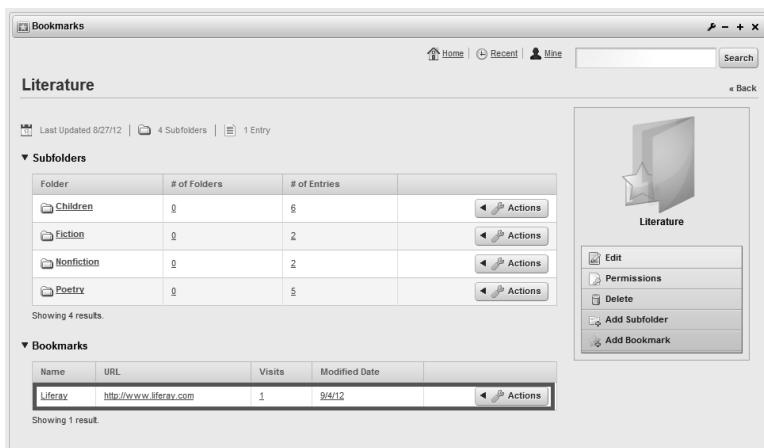 Bookmarks
Home | Recent | Mine Search
Literature
« Back
Last Updated 8/27/12 | 4 Subfolders | 1 Entry
▼ Subfolders
Folder # of Folders # of Entries
Children 0 6 Actions
Fiction 0 2 Actions
Nonfiction 0 2 Actions
Poetry 0 5 Actions
Showing 4 results.
▼ Bookmarks
Name URL Visits Modified Date
Liferay http://www.liferay.com 1 9/4/12 Actions
Showing 1 result.
Literature
Edit
Permissions
Delete
Add Subfolder
Add Bookmark